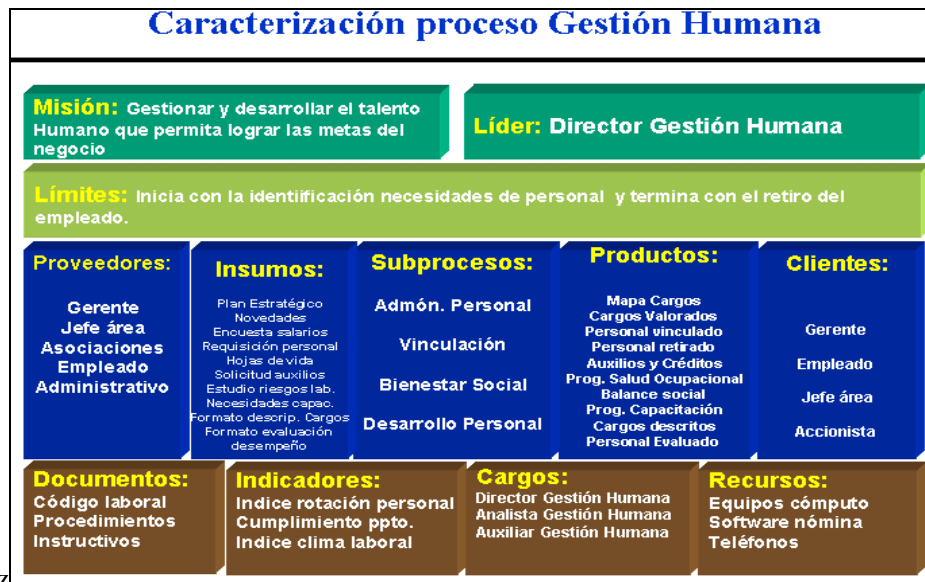 Caracterización proceso Gestión Humana
Misión: Gestionar y desarrollar el talento
Humano que permita lograr las metas del
negocio
Líder: Director Gestión Humana
Límites: Inicia con la identiificación necesidades de personal y termina con el retiro del
empleado.
Proveedores:
Gerente
Jefe área
Asociaciones
Empleado
Administrativo
Insumos:
Plan Estratégico
Novedades
Encuesta salarios
Requisición personal
Hojas de vida
Solicitud auxilios
Estudio riesgos lab.
Necesidades capac.
Formato descrip. Cargos
Formato evaluación
desempeño
Subprocesos:
Admón. Personal
Vinculación
Bienestar Social
Desarrollo Personal
Productos:
Mapa Cargos
Cargos Valorados
Personal vinculado
Personal retirado
Auxilios y Créditos
Prog. Salud Ocupacional
Balance social
Prog. Capacitación
Cargos descritos
Personal Evaluado
Clientes:
Gerente
Empleado
Jefe área
Accionista
Documentos:
Código laboral
Procedimientos
Instructivos
Indicadores:
Indice rotación personal
Cumplimiento ppto.
Indice clima laboral
Cargos:
Director Gestión Humana
Analista Gestión Humana
Auxiliar Gestión Humana
Recursos:
Equipos cómputo
Software nómina
Teléfonos
z